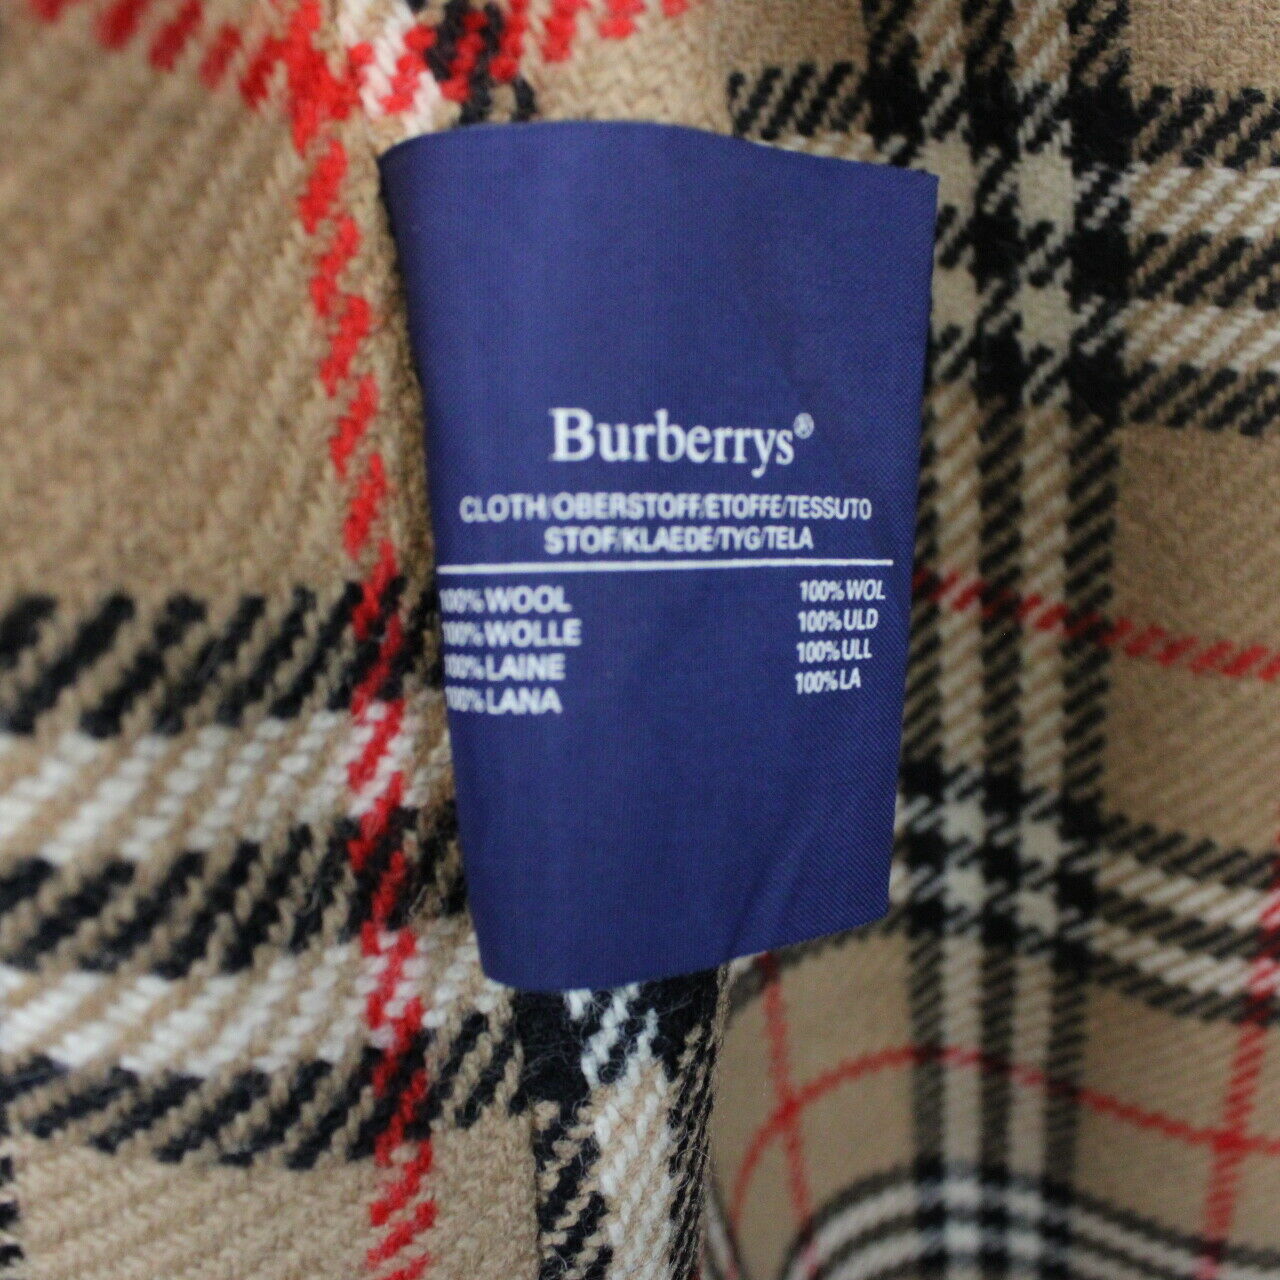 Burberrys®
CLOTH/OBERSTOFF/ETOFFE/TESSUTO
STOF/KLAEDE/TYG/TELA
100% WOOL 100% WOL
100% WOLLE 100% ULD
100% LAINE 100% ULL
100% LANA 100% LA